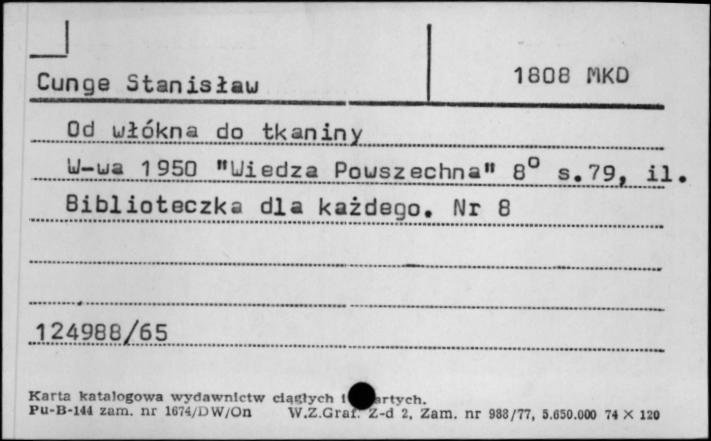 Cunge Stanisław 1808 MKD
Od włókna do tkaniny
W-wa 1950 "Wiedza Powszechna" 8° s.79, il.
Biblioteczka dla każdego. Nr 8
124988/65
Karta katalogowa wydawnictw ciągłych i artych.
Pu-B-144 zam. nr 1674/DW/On W.Z.Graf. Z-d 2, Zam. nr 988/77, 5.650.000 74 × 120